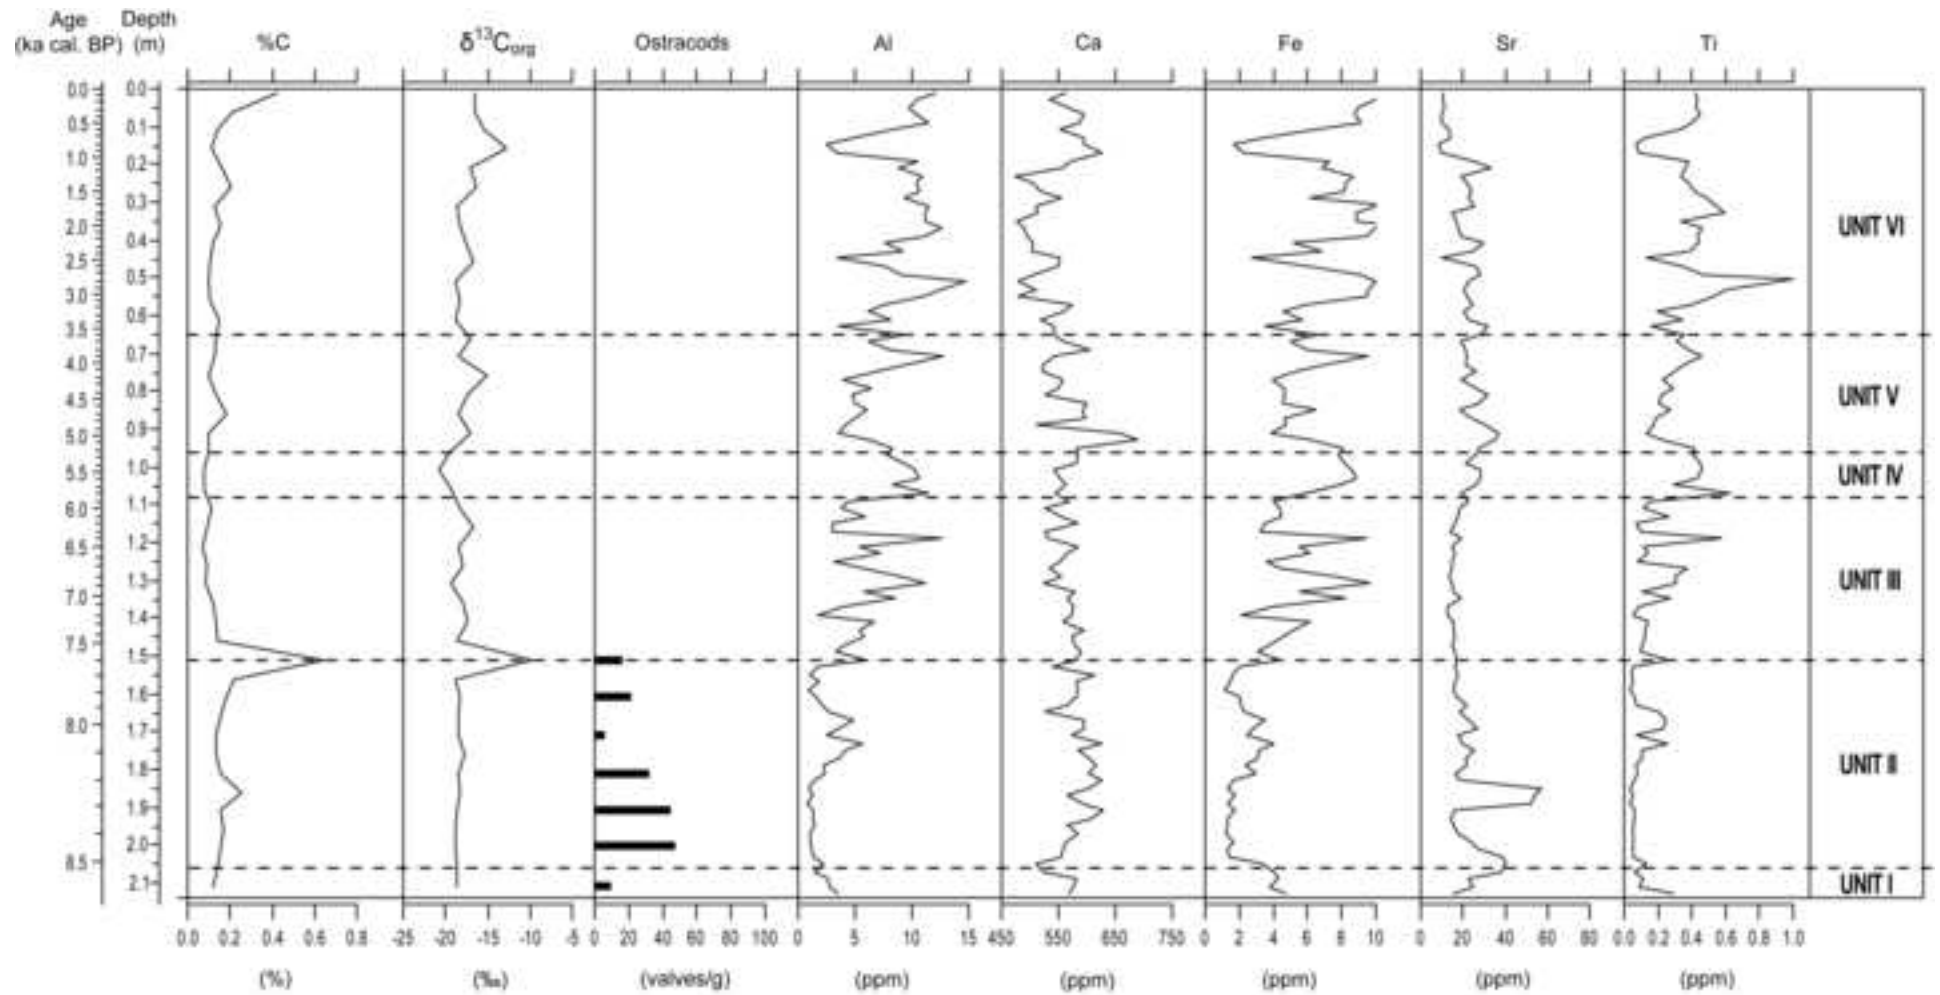 Age Depth
(ka cal. BP) (m) %C δ¹³Corg Ostracods Al Ca Fe Sr Ti
0.0 0.0
0.5 0.1
1.0 0.2
1.5 0.3
2.0 0.4
2.5 0.5
3.0 0.6
3.5 0.7
4.0 0.8
4.5 0.9
5.0 1.0
5.5 1.1
6.0 1.2
6.5 1.3
7.0 1.4
7.5 1.5
8.0 1.6
8.5 1.7
1.8
1.9
2.0
2.1
UNIT VI
UNIT V
UNIT IV
UNIT III
UNIT II
UNIT I
0.0 0.2 0.4 0.6 0.8 -25 -20 -15 -10 -5 0 20 40 60 80 100 0 5 10 15 450 550 650 750 0 2 4 6 8 10 0 20 40 60 80 0.0 0.2 0.4 0.6 0.8 1.0
(%) (‰) (valves/g) (ppm) (ppm) (ppm) (ppm) (ppm)